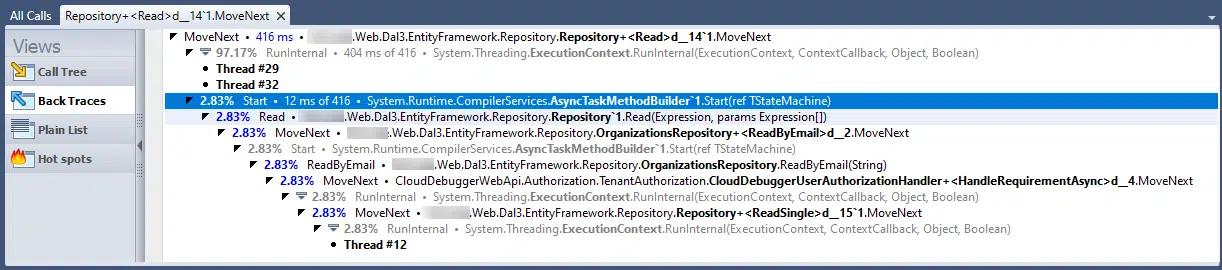 All Calls
Repository+<Read>d__14`1.MoveNext
Views
Call Tree
Back Traces
Plain List
Hot spots
MoveNext • 416 ms • .Web.Dal3.EntityFramework.Repository.Repository+<Read>d__14`1.MoveNext
97.17% RunInternal • 404 ms of 416 • System.Threading.ExecutionContext.RunInternal(ExecutionContext, ContextCallback, Object, Boolean)
• Thread #29
• Thread #32
2.83% Start • 12 ms of 416 • System.Runtime.CompilerServices.AsyncTaskMethodBuilder`1.Start(ref TStateMachine)
2.83% Read • .Web.Dal3.EntityFramework.Repository.Repository`1.Read(Expression, params Expression[])
2.83% MoveNext • .Web.Dal3.EntityFramework.Repository.OrganizationsRepository+<ReadByEmail>d__2.MoveNext
2.83% Start • System.Runtime.CompilerServices.AsyncTaskMethodBuilder`1.Start(ref TStateMachine)
2.83% ReadByEmail • .Web.Dal3.EntityFramework.Repository.OrganizationsRepository.ReadByEmail(String)
2.83% MoveNext • CloudDebuggerWebApi.Authorization.TenantAuthorization.CloudDebuggerUserAuthorizationHandler+<HandleRequirementAsync>d__4.MoveNext
2.83% RunInternal • System.Threading.ExecutionContext.RunInternal(ExecutionContext, ContextCallback, Object, Boolean)
2.83% MoveNext • .Web.Dal3.EntityFramework.Repository.Repository+<ReadSingle>d__15`1.MoveNext
2.83% RunInternal • System.Threading.ExecutionContext.RunInternal(ExecutionContext, ContextCallback, Object, Boolean)
• Thread #12